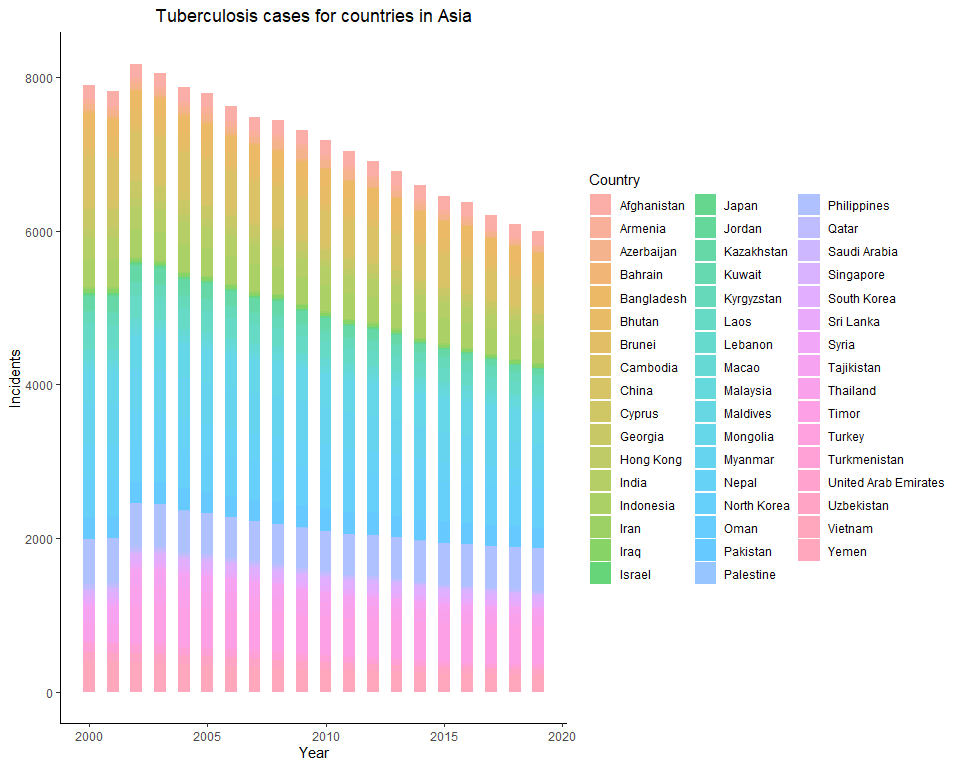 Tuberculosis cases for countries in Asia
Incidents
8000
6000
4000
2000
0
2000
2005
2010
2015
2020
Year
Country
Afghanistan
Armenia
Azerbaijan
Bahrain
Bangladesh
Bhutan
Brunei
Cambodia
China
Cyprus
Georgia
Hong Kong
India
Indonesia
Iran
Iraq
Israel
Japan
Jordan
Kazakhstan
Kuwait
Kyrgyzstan
Laos
Lebanon
Macao
Malaysia
Maldives
Mongolia
Myanmar
Nepal
North Korea
Oman
Pakistan
Palestine
Philippines
Qatar
Saudi Arabia
Singapore
South Korea
Sri Lanka
Syria
Tajikistan
Thailand
Timor
Turkey
Turkmenistan
United Arab Emirates
Uzbekistan
Vietnam
Yemen